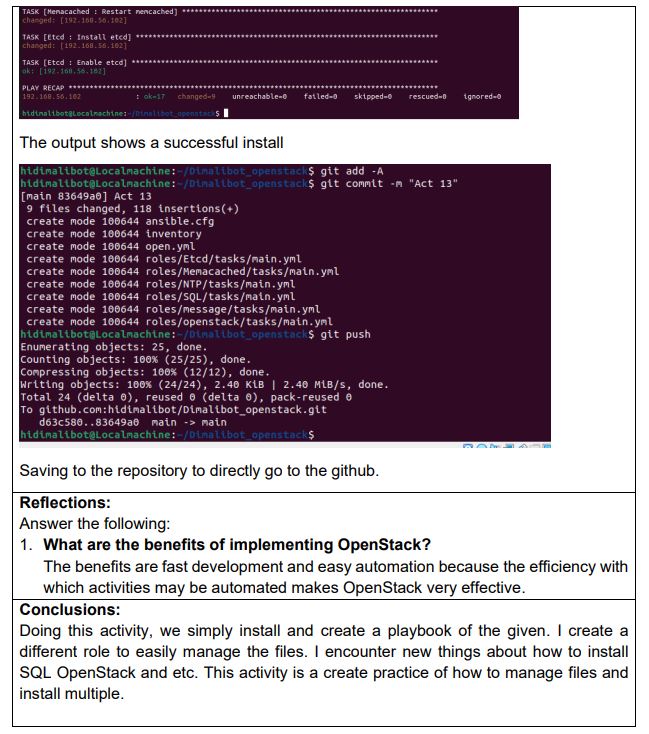 TASK [Memacached : Restart memcached] **************************************************************
changed: [192.168.56.102]
TASK [Etcd : Install etcd] *************************************************************************
changed: [192.168.56.102]
TASK [Etcd : Enable etcd] **************************************************************************
ok: [192.168.56.102]
PLAY RECAP *****************************************************************************************
192.168.56.102 : ok=17 changed=9 unreachable=0 failed=0 skipped=0 rescued=0 ignored=0
hidimalibot@Localmachine:~/Dimalibot_openstack$
The output shows a successful install
hidimalibot@Localmachine:~/Dimalibot_openstack$ git add -A
hidimalibot@Localmachine:~/Dimalibot_openstack$ git commit -m "Act 13"
[main 83649a0] Act 13
9 files changed, 118 insertions(+)
create mode 100644 ansible.cfg
create mode 100644 inventory
create mode 100644 open.yml
create mode 100644 roles/Etcd/tasks/main.yml
create mode 100644 roles/Memacached/tasks/main.yml
create mode 100644 roles/NTP/tasks/main.yml
create mode 100644 roles/SQL/tasks/main.yml
create mode 100644 roles/message/tasks/main.yml
create mode 100644 roles/openstack/tasks/main.yml
hidimalibot@Localmachine:~/Dimalibot_openstack$ git push
Enumerating objects: 25, done.
Counting objects: 100% (25/25), done.
Compressing objects: 100% (12/12), done.
Writing objects: 100% (24/24), 2.40 KiB | 2.40 MiB/s, done.
Total 24 (delta 0), reused 0 (delta 0), pack-reused 0
To github.com:hidimalibot/Dimalibot_openstack.git
d63c580..83649a0 main -> main
hidimalibot@Localmachine:~/Dimalibot_openstack$
Saving to the repository to directly go to the github.
Reflections:
Answer the following:
1. What are the benefits of implementing OpenStack?
The benefits are fast development and easy automation because the efficiency with
which activities may be automated makes OpenStack very effective.
Conclusions:
Doing this activity, we simply install and create a playbook of the given. I create a
different role to easily manage the files. I encounter new things about how to install
SQL OpenStack and etc. This activity is a create practice of how to manage files and
install multiple.